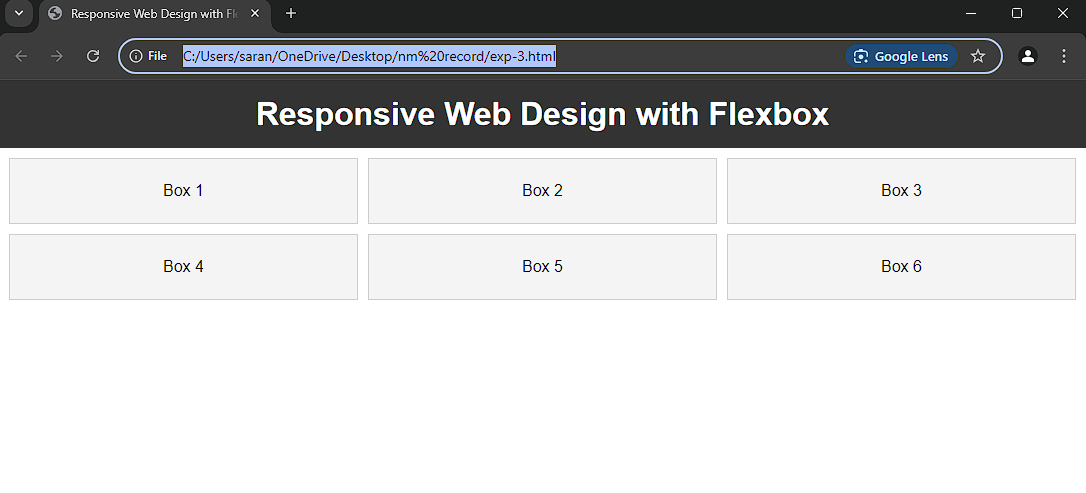 Responsive Web Design with Fl
File
C:/Users/saran/OneDrive/Desktop/nm%20record/exp-3.html
Google Lens
Responsive Web Design with Flexbox
Box 1
Box 2
Box 3
Box 4
Box 5
Box 6